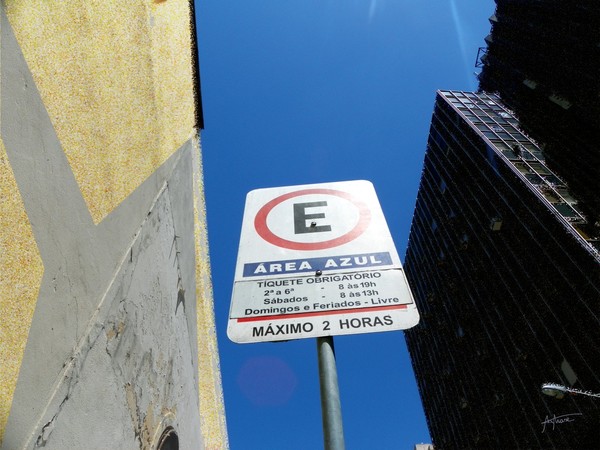 E
ÁREA AZUL
TÍQUETE OBRIGATÓRIO
2ª a 6ª - 8 às 19h
Sábados - 8 às 13h
Domingos e Feriados - Livre
MÁXIMO 2 HORAS